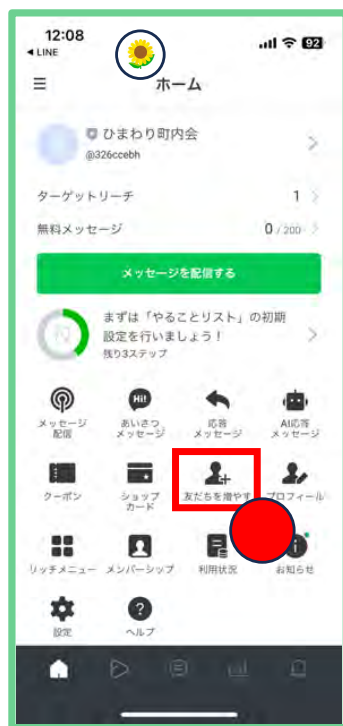 12:08
92
◀ LINE
ホーム
ひまわり町内会
@326ccebh
ターゲットリーチ 1
無料メッセージ 0 / 200
メッセージを配信する
まずは「やることリスト」の初期
設定を行いましょう！
残り3ステップ
Hi!
メッセージ
配信
あいさつ
メッセージ
応答
メッセージ
AI応答
メッセージ
クーポン
ショップ
カード
友だちを増やす
プロフィール
リッチメニュー
メンバーシップ
利用状況
お知らせ
設定
ヘルプ